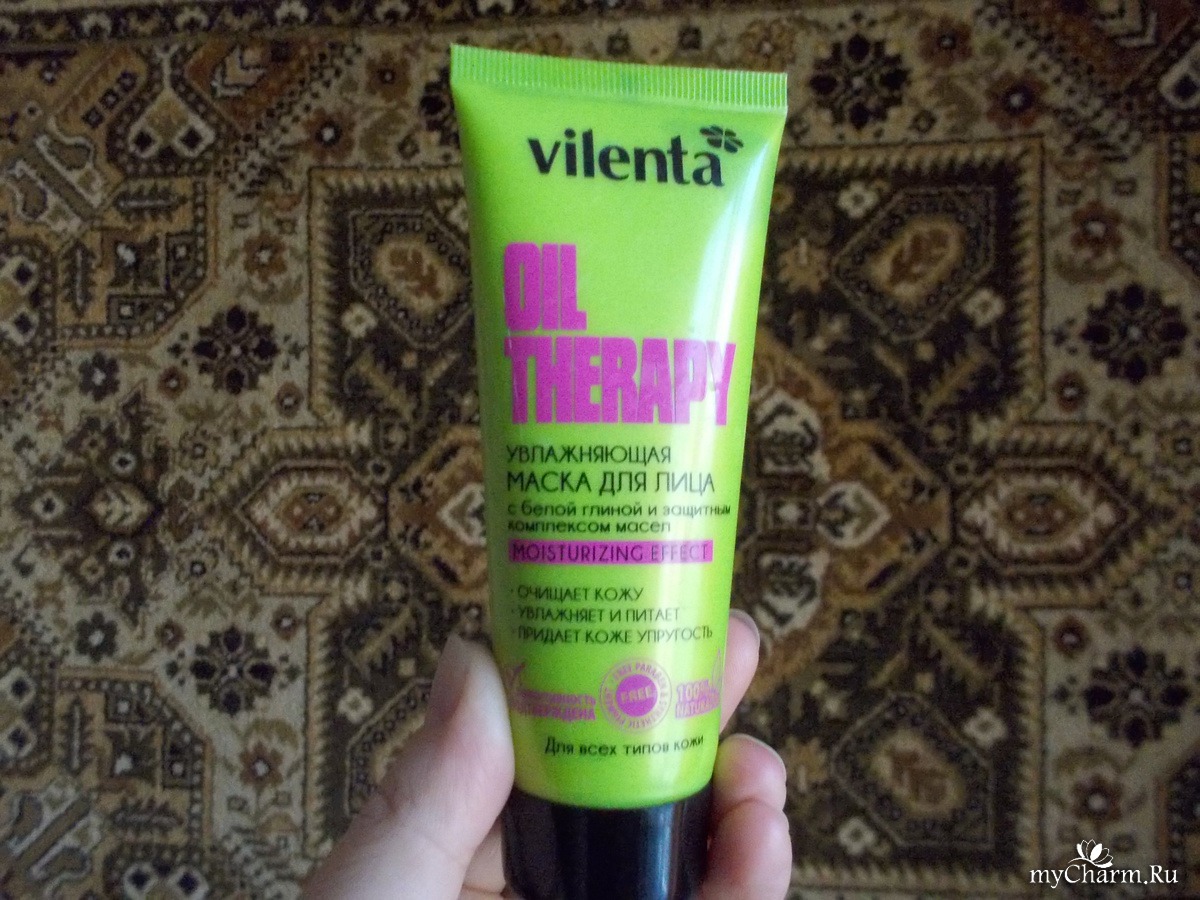 vilenta
OIL
THERAPY
УВЛАЖНЯЮЩАЯ
МАСКА ДЛЯ ЛИЦА
с белой глиной и защитным
комплексом масел
MOISTURIZING EFFECT
· ОЧИЩАЕТ КОЖУ
· УВЛАЖНЯЕТ И ПИТАЕТ
· ПРИДАЕТ КОЖЕ УПРУГОСТЬ
FREE
100%
Для всех типов кожи
myCharm.Ru